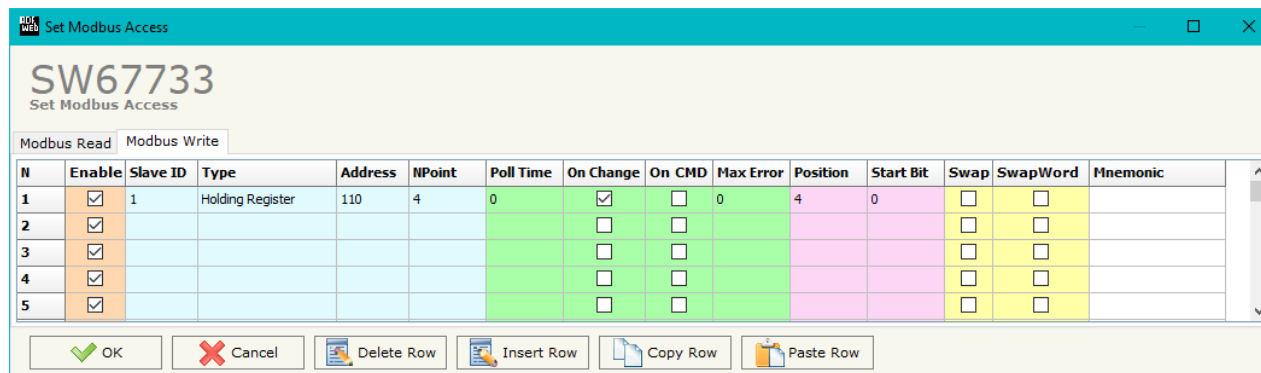 ADF WEB Set Modbus Access
SW67733
Set Modbus Access
Modbus Read Modbus Write
N Enable Slave ID Type Address NPoint Poll Time On Change On CMD Max Error Position Start Bit Swap SwapWord Mnemonic
1 1 Holding Register 110 4 0 0 4 0
2
3
4
5
OK Cancel Delete Row Insert Row Copy Row Paste Row